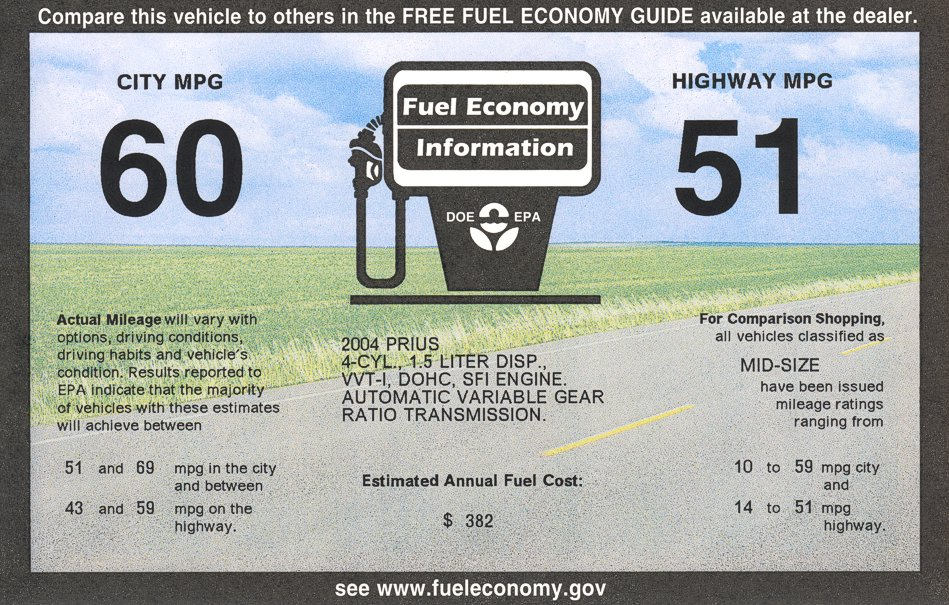 Compare this vehicle to others in the FREE FUEL ECONOMY GUIDE available at the dealer.
CITY MPG
60
Fuel Economy
Information
DOE EPA
HIGHWAY MPG
51
Actual Mileage will vary with
options, driving conditions,
driving habits and vehicle's
condition. Results reported to
EPA indicate that the majority
of vehicles with these estimates
will achieve between
51 and 69 mpg in the city
and between
43 and 59 mpg on the
highway.
2004 PRIUS
4-CYL., 1.5 LITER DISP.,
VVT-I, DOHC, SFI ENGINE.
AUTOMATIC VARIABLE GEAR
RATIO TRANSMISSION.
Estimated Annual Fuel Cost:
$ 382
For Comparison Shopping,
all vehicles classified as
MID-SIZE
have been issued
mileage ratings
ranging from
10 to 59 mpg city
and
14 to 51 mpg
highway.
see www.fueleconomy.gov